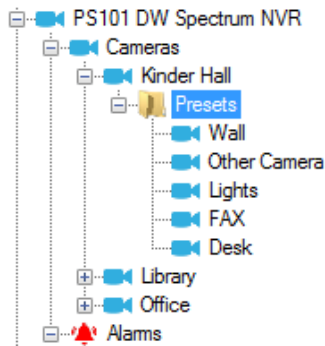 PS101 DW Spectrum NVR
Cameras
Kinder Hall
Presets
Wall
Other Camera
Lights
FAX
Desk
Library
Office
Alarms